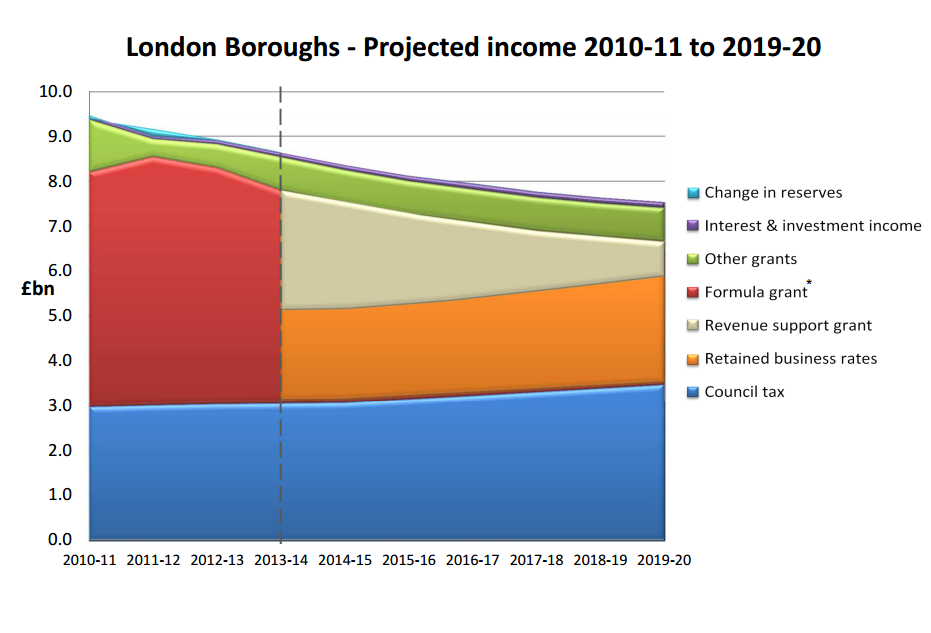 London Boroughs - Projected income 2010-11 to 2019-20
10.0
9.0
8.0
7.0
6.0
£bn
5.0
4.0
3.0
2.0
1.0
0.0
2010-11 2011-12 2012-13 2013-14 2014-15 2015-16 2016-17 2017-18 2018-19 2019-20
Change in reserves
Interest & investment income
Other grants
Formula grant*
Revenue support grant
Retained business rates
Council tax